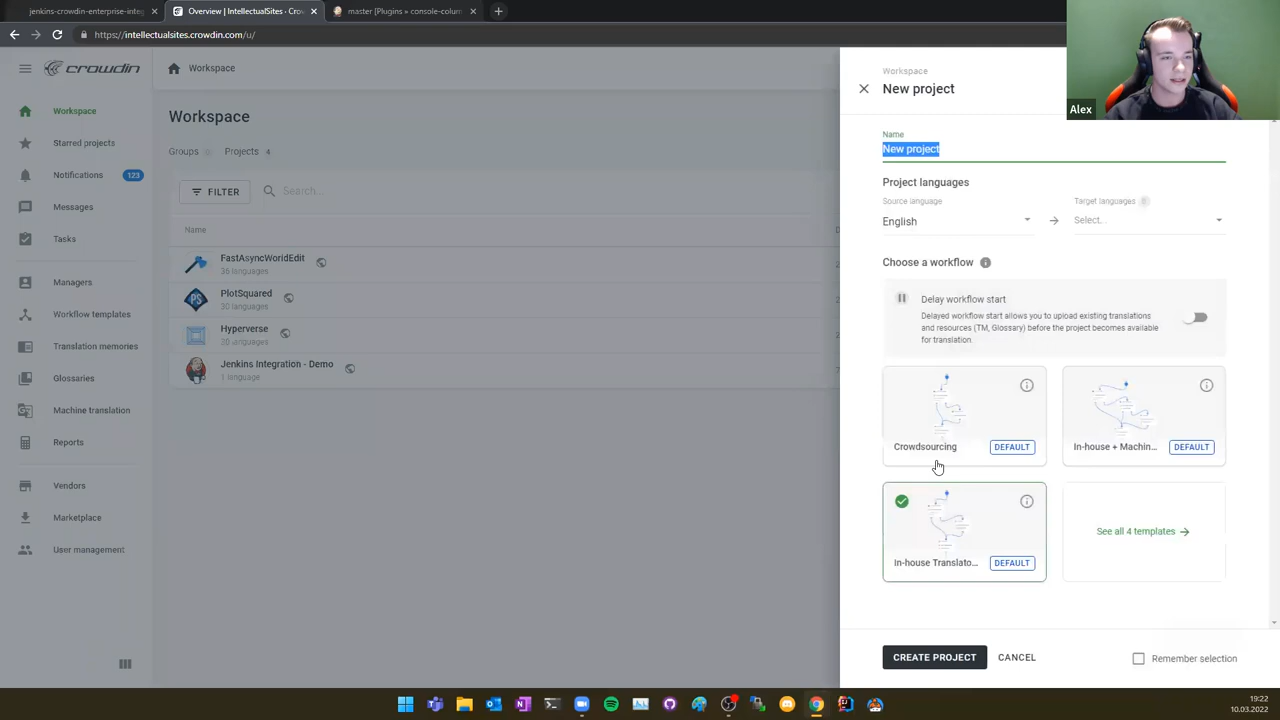 jenkins-crowdin-enterprise-integ
Overview | IntellectualSites - Crow
master [Plugins » console-colum
https://intellectualsites.crowdin.com/u/
crowdin
Workspace
Workspace
New project
Alex
Workspace
Starred projects
Notifications 123
Messages
Tasks
Managers
Workflow templates
Translation memories
Glossaries
Machine translation
Reports
Vendors
Marketplace
User management
Workspace
Groups
Projects 4
FILTER
Search...
Name
FastAsyncWorldEdit
36 languages
PlotSquared
30 languages
Hyperverse
20 languages
Jenkins Integration - Demo
1 language
Name
New project
Project languages
Source language
English
Target languages
Select...
Choose a workflow
Delay workflow start
Delayed workflow start allows you to upload existing translations
and resources (TM, Glossary) before the project becomes available
for translation.
Crowdsourcing DEFAULT
In-house + Machin... DEFAULT
In-house Translato... DEFAULT
See all 4 templates
CREATE PROJECT
CANCEL
Remember selection
19:22
10.03.2022